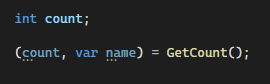 int count;
(count, var name) = GetCount();